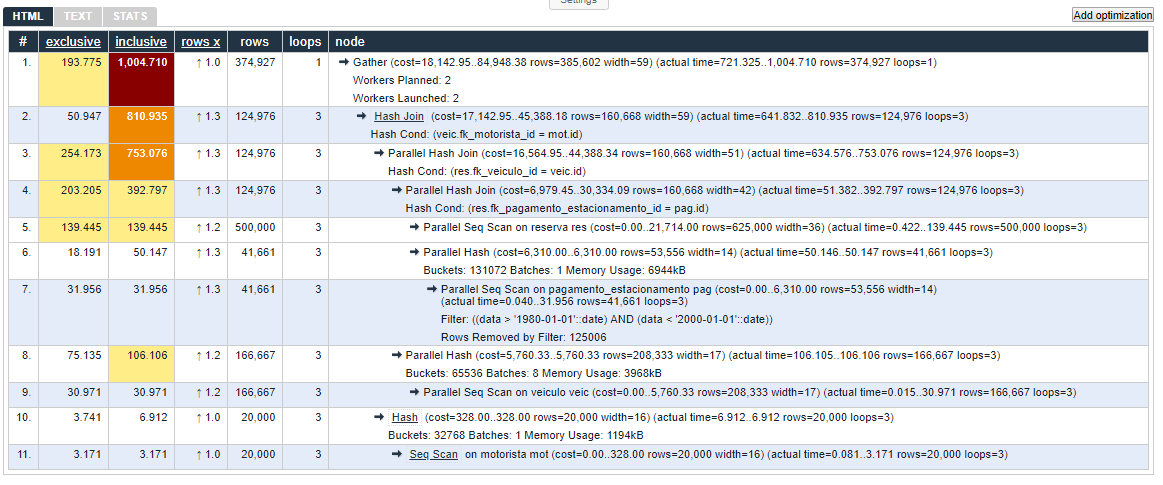 Settings
HTML TEXT STATS Add optimization
# exclusive inclusive rows x rows loops node
1. 193.775 1,004.710 ↑ 1.0 374,927 1 → Gather (cost=18,142.95..84,948.38 rows=385,602 width=59) (actual time=721.325..1,004.710 rows=374,927 loops=1)
Workers Planned: 2
Workers Launched: 2
2. 50.947 810.935 ↑ 1.3 124,976 3 → Hash Join (cost=17,142.95..45,388.18 rows=160,668 width=59) (actual time=641.832..810.935 rows=124,976 loops=3)
Hash Cond: (veic.fk_motorista_id = mot.id)
3. 254.173 753.076 ↑ 1.3 124,976 3 → Parallel Hash Join (cost=16,564.95..44,388.34 rows=160,668 width=51) (actual time=634.576..753.076 rows=124,976 loops=3)
Hash Cond: (res.fk_veiculo_id = veic.id)
4. 203.205 392.797 ↑ 1.3 124,976 3 → Parallel Hash Join (cost=6,979.45..30,334.09 rows=160,668 width=42) (actual time=51.382..392.797 rows=124,976 loops=3)
Hash Cond: (res.fk_pagamento_estacionamento_id = pag.id)
5. 139.445 139.445 ↑ 1.2 500,000 3 → Parallel Seq Scan on reserva res (cost=0.00..21,714.00 rows=625,000 width=36) (actual time=0.422..139.445 rows=500,000 loops=3)
6. 18.191 50.147 ↑ 1.3 41,661 3 → Parallel Hash (cost=6,310.00..6,310.00 rows=53,556 width=14) (actual time=50.146..50.147 rows=41,661 loops=3)
Buckets: 131072 Batches: 1 Memory Usage: 6944kB
7. 31.956 31.956 ↑ 1.3 41,661 3 → Parallel Seq Scan on pagamento_estacionamento pag (cost=0.00..6,310.00 rows=53,556 width=14)
(actual time=0.040..31.956 rows=41,661 loops=3)
Filter: ((data > '1980-01-01'::date) AND (data < '2000-01-01'::date))
Rows Removed by Filter: 125006
8. 75.135 106.106 ↑ 1.2 166,667 3 → Parallel Hash (cost=5,760.33..5,760.33 rows=208,333 width=17) (actual time=106.105..106.106 rows=166,667 loops=3)
Buckets: 65536 Batches: 8 Memory Usage: 3968kB
9. 30.971 30.971 ↑ 1.2 166,667 3 → Parallel Seq Scan on veiculo veic (cost=0.00..5,760.33 rows=208,333 width=17) (actual time=0.015..30.971 rows=166,667 loops=3)
10. 3.741 6.912 ↑ 1.0 20,000 3 → Hash (cost=328.00..328.00 rows=20,000 width=16) (actual time=6.912..6.912 rows=20,000 loops=3)
Buckets: 32768 Batches: 1 Memory Usage: 1194kB
11. 3.171 3.171 ↑ 1.0 20,000 3 → Seq Scan on motorista mot (cost=0.00..328.00 rows=20,000 width=16) (actual time=0.081..3.171 rows=20,000 loops=3)